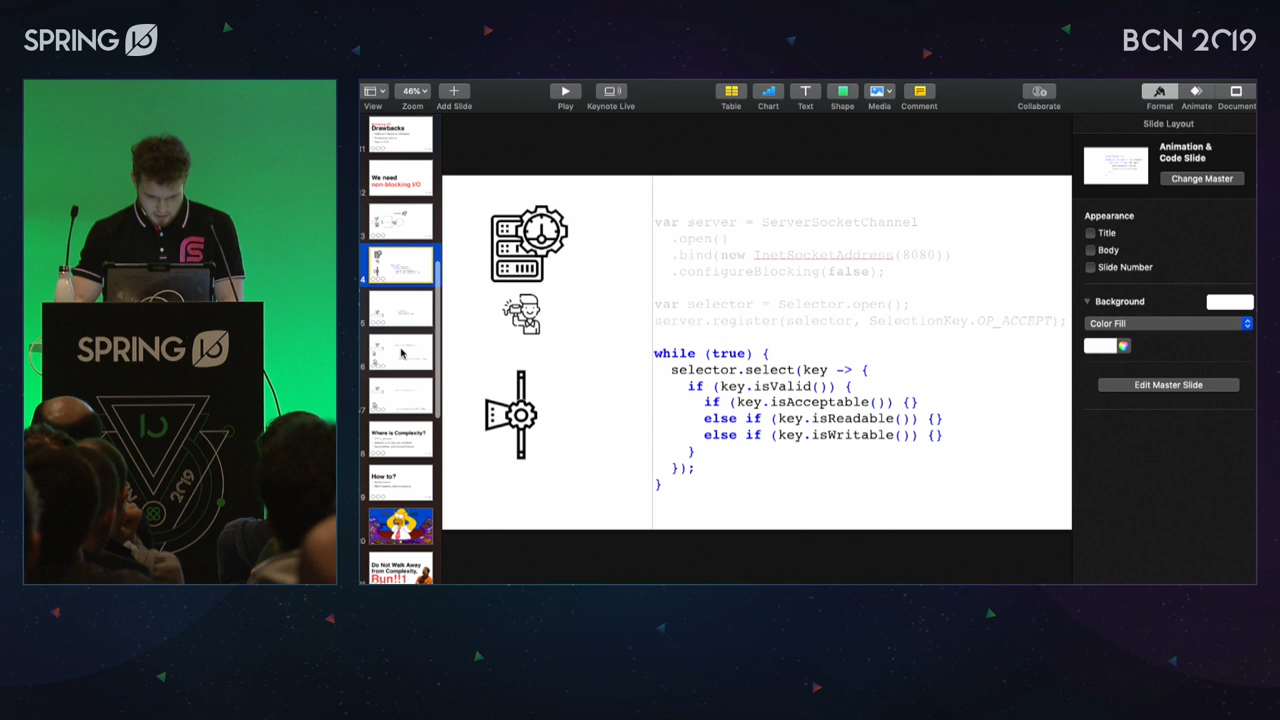 SPRING IO
BCN 2019
View
46%
Zoom
Add Slide
Play
Keynote Live
Table
Chart
Text
Shape
Media
Comment
Collaborate
Format
Animate
Document
Drawbacks
We need
non-blocking I/O
Where is Complexity?
How to?
Do Not Walk Away
from Complexity,
Run!!1
var server = ServerSocketChannel
.open()
.bind(new InetSocketAddress(8080))
.configureBlocking(false);
var selector = Selector.open();
server.register(selector, SelectionKey.OP_ACCEPT);
while (true) {
selector.select(key -> {
if (key.isValid()) {
if (key.isAcceptable()) {}
else if (key.isReadable()) {}
else if (key.isWritable()) {}
}
});
}
Slide Layout
Animation &
Code Slide
Change Master
Appearance
Title
Body
Slide Number
Background
Color Fill
Edit Master Slide
SPRING IO
2019